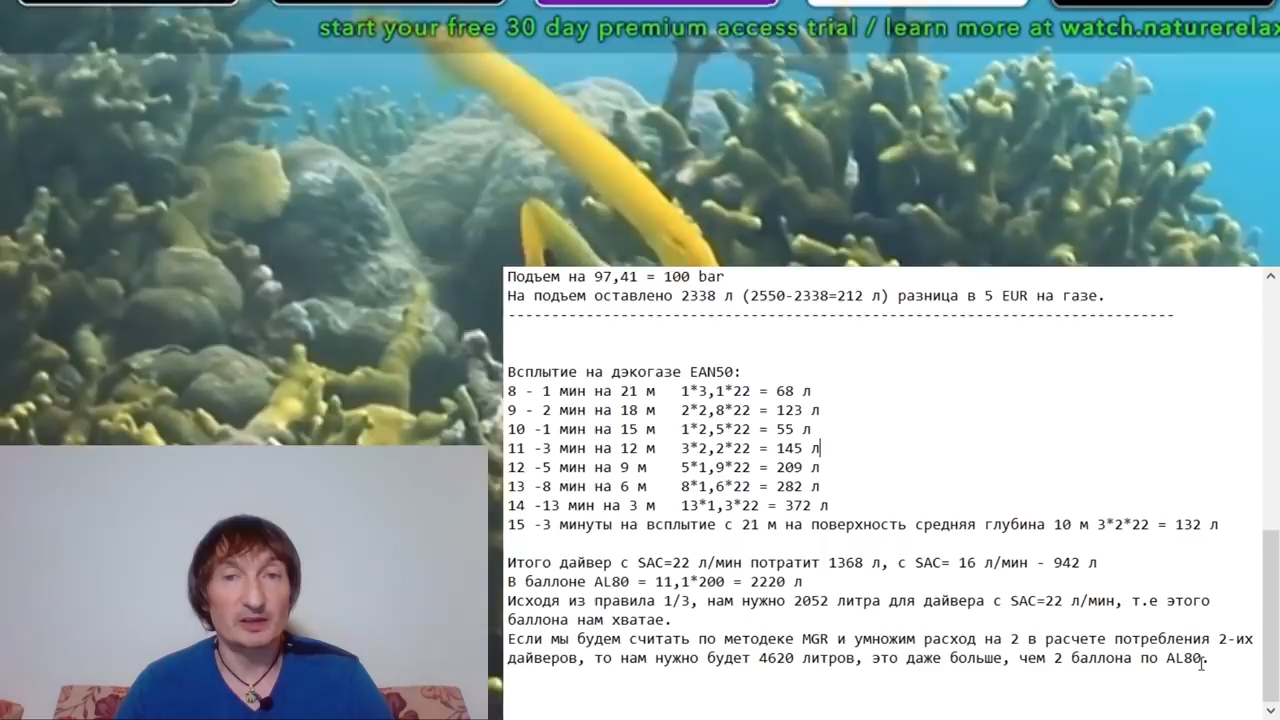 start your free 30 day premium access trial / learn more at watch.naturerelax
Подъем на 97,41 = 100 bar
На подъем оставлено 2338 л (2550-2338=212 л) разница в 5 EUR на газе.
-----------------------------------------------------------------------------
Всплытие на дэкогазе EAN50:
8 - 1 мин на 21 м 1*3,1*22 = 68 л
9 - 2 мин на 18 м 2*2,8*22 = 123 л
10 -1 мин на 15 м 1*2,5*22 = 55 л
11 -3 мин на 12 м 3*2,2*22 = 145 л
12 -5 мин на 9 м 5*1,9*22 = 209 л
13 -8 мин на 6 м 8*1,6*22 = 282 л
14 -13 мин на 3 м 13*1,3*22 = 372 л
15 -3 минуты на всплытие с 21 м на поверхность средняя глубина 10 м 3*2*22 = 132 л
Итого дайвер с SAC=22 л/мин потратит 1368 л, с SAC= 16 л/мин - 942 л
В баллоне AL80 = 11,1*200 = 2220 л
Исходя из правила 1/3, нам нужно 2052 литра для дайвера с SAC=22 л/мин, т.е этого
баллона нам хватае.
Если мы будем считать по методеке MGR и умножим расход на 2 в расчете потребления 2-их
дайверов, то нам нужно будет 4620 литров, это даже больше, чем 2 баллона по AL80.